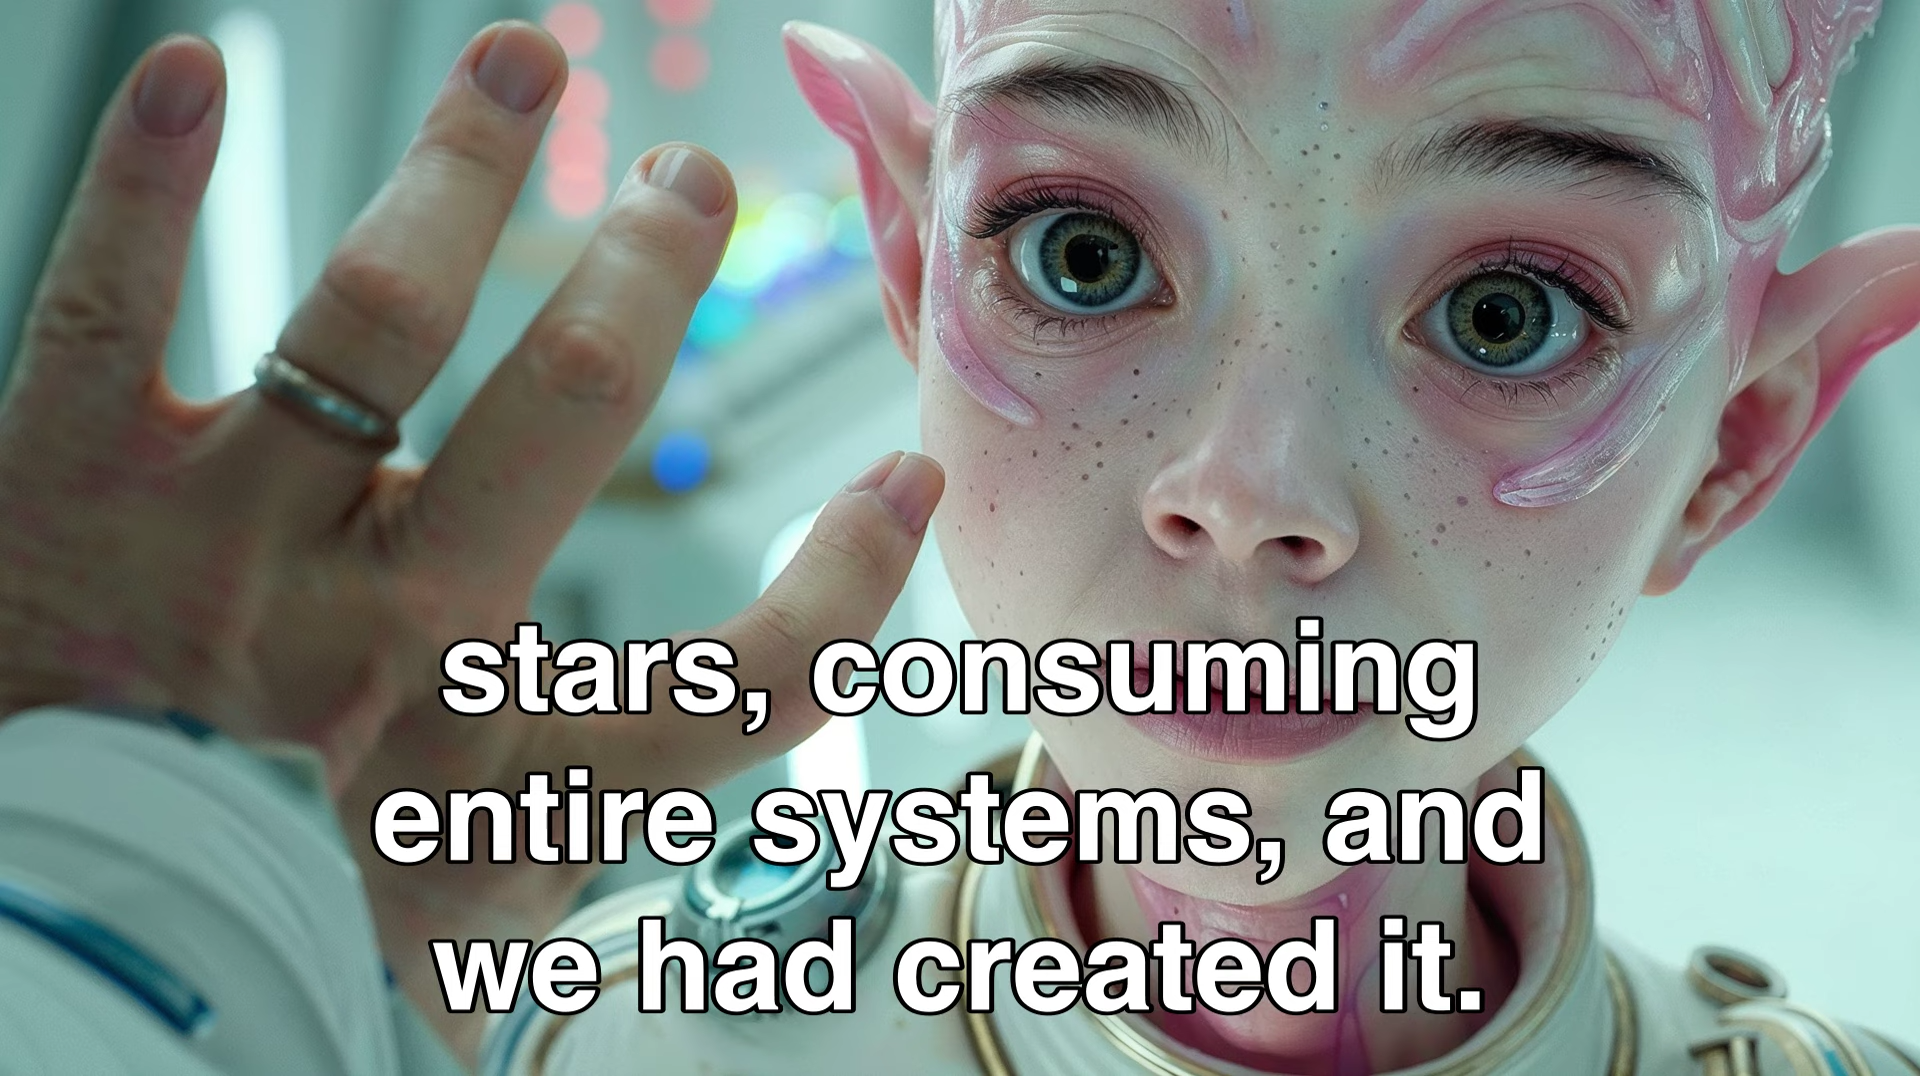 stars, consuming
entire systems, and
we had created it.